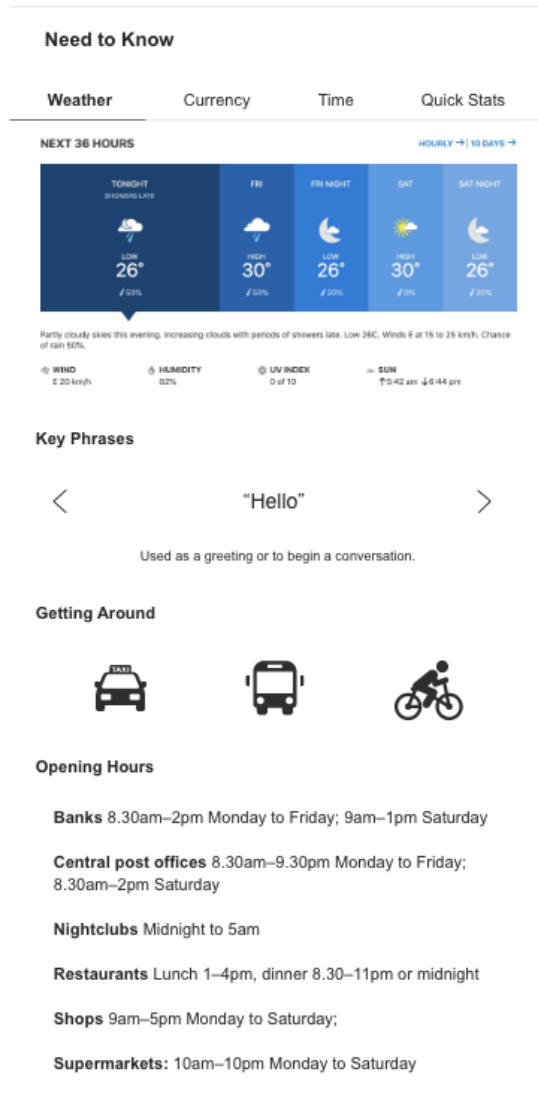 Need to Know
Weather Currency Time Quick Stats
NEXT 36 HOURS HOURLY → | 10 DAYS →
TONIGHT FRI FRI NIGHT SAT SAT NIGHT
SHOWERS LATE
LOW HIGH LOW HIGH LOW
26° 30° 26° 30° 26°
50% 50% 20% 0% 20%
Partly cloudy skies this evening. Increasing clouds with periods of showers late. Low 26C. Winds E at 15 to 25 km/h. Chance
of rain 50%.
WIND HUMIDITY UV INDEX SUN
E 20 km/h 82% 0 of 10 ↑5:42 am ↓6:44 pm
Key Phrases
“Hello”
Used as a greeting or to begin a conversation.
Getting Around
TAXI
Opening Hours
Banks 8.30am–2pm Monday to Friday; 9am–1pm Saturday
Central post offices 8.30am–9.30pm Monday to Friday;
8.30am–2pm Saturday
Nightclubs Midnight to 5am
Restaurants Lunch 1–4pm, dinner 8.30–11pm or midnight
Shops 9am–5pm Monday to Saturday;
Supermarkets: 10am–10pm Monday to Saturday